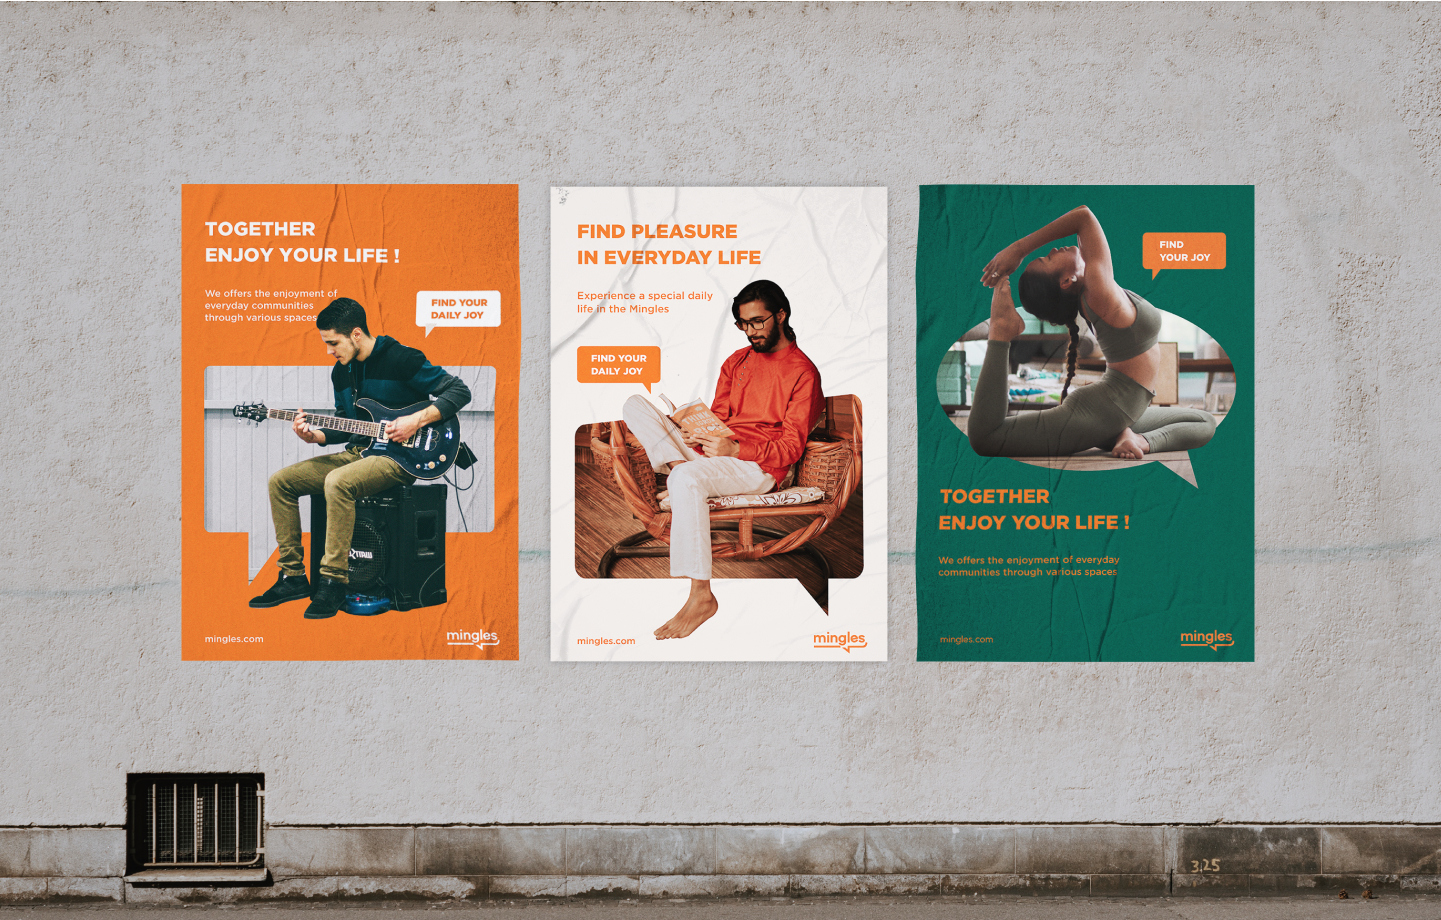 TOGETHER
ENJOY YOUR LIFE !
We offers the enjoyment of
everyday communities
through various spaces
FIND YOUR
DAILY JOY
mingles.com
mingles
FIND PLEASURE
IN EVERYDAY LIFE
Experience a special daily
life in the Mingles
FIND YOUR
DAILY JOY
mingles.com
mingles
FIND
YOUR JOY
TOGETHER
ENJOY YOUR LIFE !
We offers the enjoyment of everyday
communities through various spaces
mingles.com
mingles
325